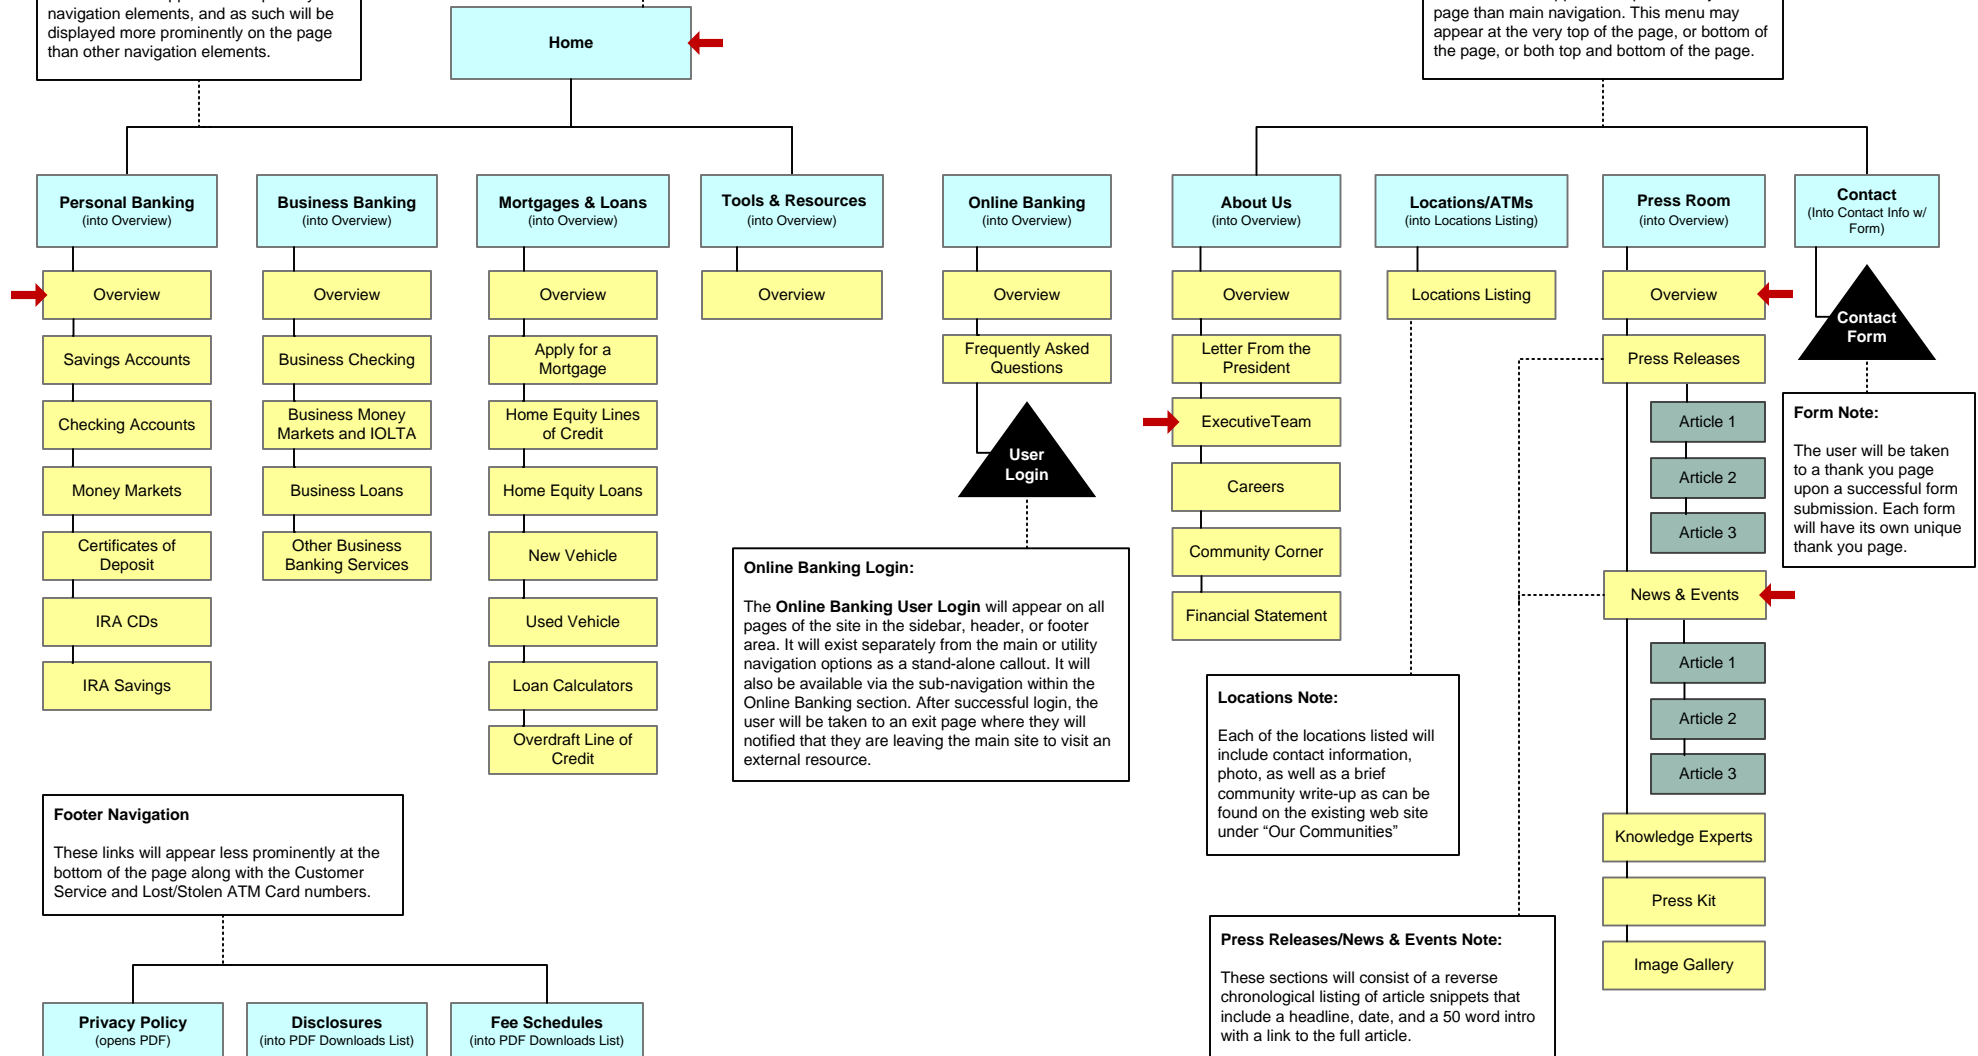 navigation elements, and as such will be
displayed more prominently on the page
than other navigation elements.
Home
page than main navigation. This menu may
appear at the very top of the page, or bottom of
the page, or both top and bottom of the page.
Personal Banking
(into Overview)
Business Banking
(into Overview)
Mortgages & Loans
(into Overview)
Tools & Resources
(into Overview)
Online Banking
(into Overview)
About Us
(into Overview)
Locations/ATMs
(into Locations Listing)
Press Room
(into Overview)
Contact
(Into Contact Info w/
Form)
Overview
Savings Accounts
Checking Accounts
Money Markets
Certificates of
Deposit
IRA CDs
IRA Savings
Overview
Business Checking
Business Money
Markets and IOLTA
Business Loans
Other Business
Banking Services
Overview
Apply for a
Mortgage
Home Equity Lines
of Credit
Home Equity Loans
New Vehicle
Used Vehicle
Loan Calculators
Overdraft Line of
Credit
Overview
Overview
Frequently Asked
Questions
User
Login
Online Banking Login:
The Online Banking User Login will appear on all
pages of the site in the sidebar, header, or footer
area. It will exist separately from the main or utility
navigation options as a stand-alone callout. It will
also be available via the sub-navigation within the
Online Banking section. After successful login, the
user will be taken to an exit page where they will
notified that they are leaving the main site to visit an
external resource.
Overview
Letter From the
President
ExecutiveTeam
Careers
Community Corner
Financial Statement
Locations Listing
Locations Note:
Each of the locations listed will
include contact information,
photo, as well as a brief
community write-up as can be
found on the existing web site
under “Our Communities”
Overview
Press Releases
Article 1
Article 2
Article 3
News & Events
Article 1
Article 2
Article 3
Knowledge Experts
Press Kit
Image Gallery
Contact
Form
Form Note:
The user will be taken
to a thank you page
upon a successful form
submission. Each form
will have its own unique
thank you page.
Press Releases/News & Events Note:
These sections will consist of a reverse
chronological listing of article snippets that
include a headline, date, and a 50 word intro
with a link to the full article.
Footer Navigation
These links will appear less prominently at the
bottom of the page along with the Customer
Service and Lost/Stolen ATM Card numbers.
Privacy Policy
(opens PDF)
Disclosures
(into PDF Downloads List)
Fee Schedules
(into PDF Downloads List)